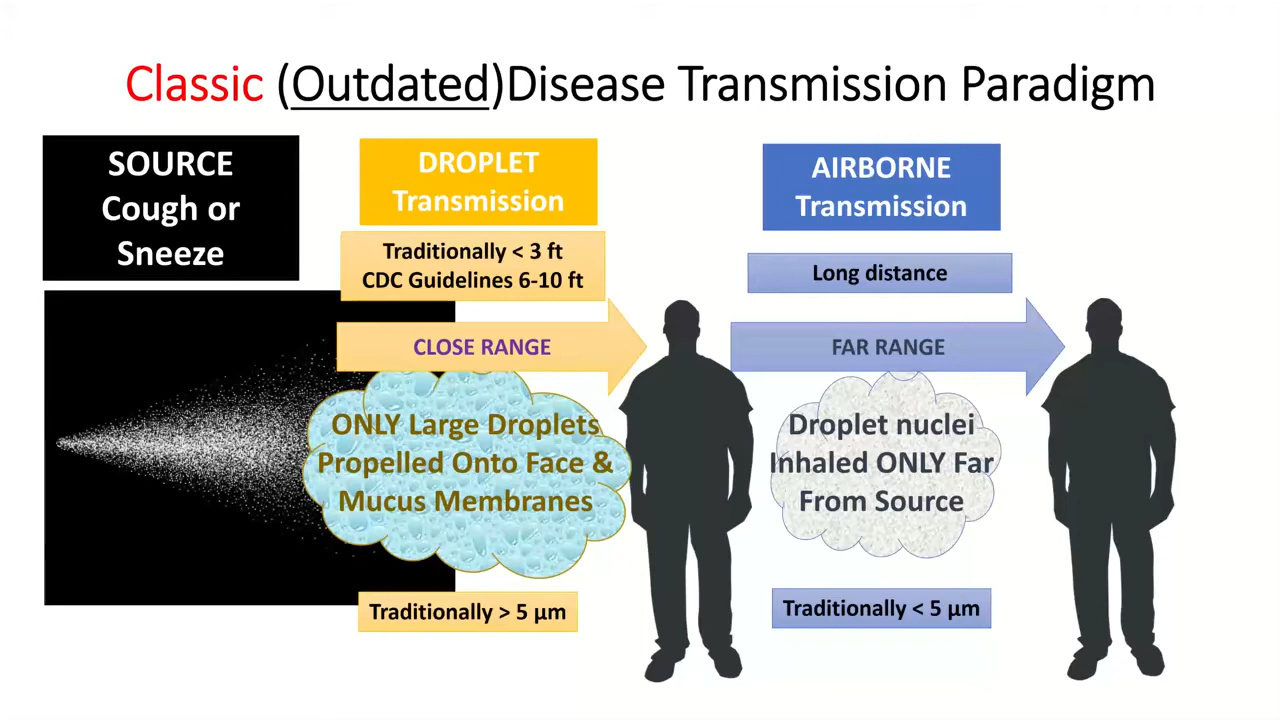 Classic (Outdated)Disease Transmission Paradigm
SOURCE
Cough or
Sneeze
DROPLET
Transmission
Traditionally < 3 ft
CDC Guidelines 6-10 ft
CLOSE RANGE
ONLY Large Droplets
Propelled Onto Face &
Mucus Membranes
Traditionally > 5 µm
AIRBORNE
Transmission
Long distance
FAR RANGE
Droplet nuclei
Inhaled ONLY Far
From Source
Traditionally < 5 µm